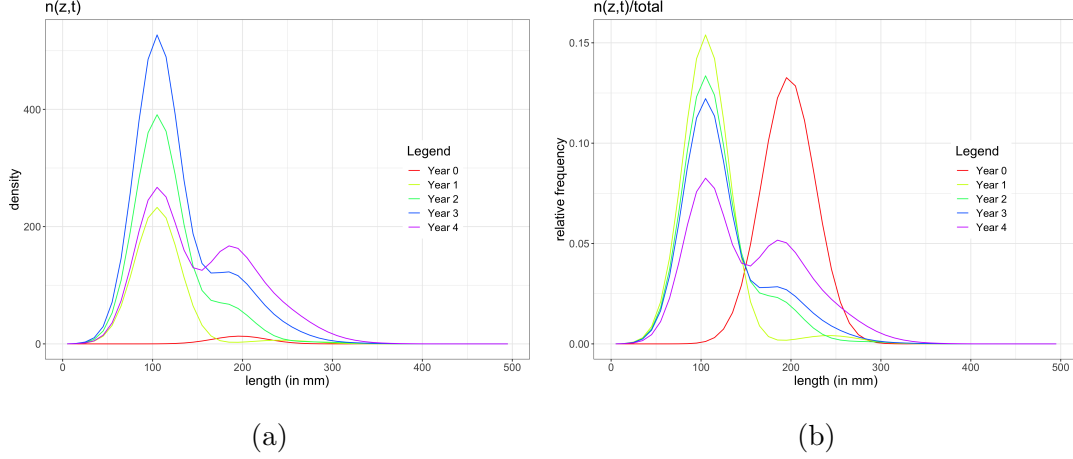 n(z,t)
density
400
200
0
0
100
200
300
400
500
length (in mm)
Legend
Year 0
Year 1
Year 2
Year 3
Year 4
(a)
n(z,t)/total
relative frequency
0.15
0.10
0.05
0.00
0
100
200
300
400
500
length (in mm)
Legend
Year 0
Year 1
Year 2
Year 3
Year 4
(b)